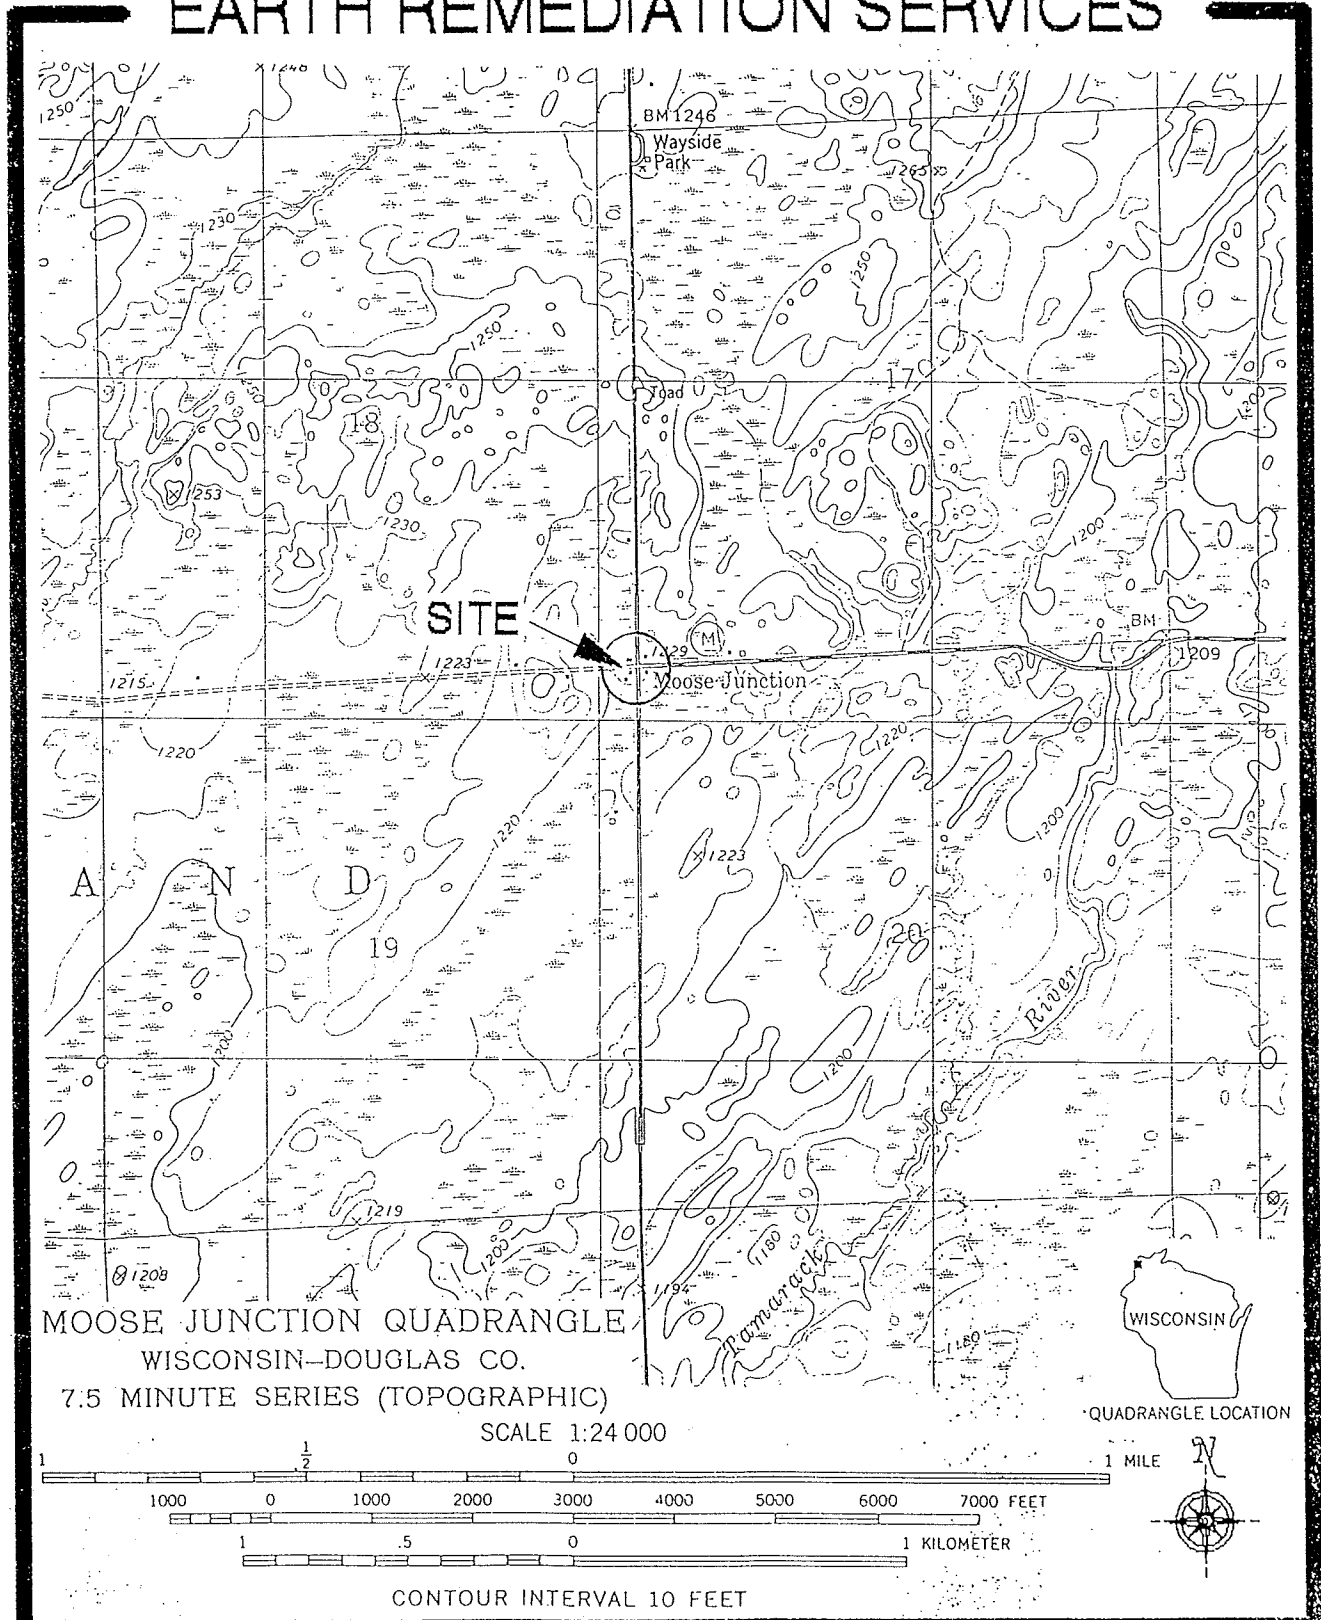 EARTH REMEDIATION SERVICES
1250
1248
BM 1246
Wayside
Park
1265
1230
1250
1250
17
Toad
18
1253
1230
1200
SITE
M
BM
1229
1209
1223
Moose Junction
1215
1220
1220
1220
1200
1223
A N D
19
20
River
1200
1200
1219
1180
1200
1208
1194
Tamarack
1180
WISCONSIN
QUADRANGLE LOCATION
MOOSE JUNCTION QUADRANGLE
WISCONSIN–DOUGLAS CO.
7.5 MINUTE SERIES (TOPOGRAPHIC)
SCALE 1:24 000
1 1/2 0 1 MILE
1000 0 1000 2000 3000 4000 5000 6000 7000 FEET
1 .5 0 1 KILOMETER
N
CONTOUR INTERVAL 10 FEET